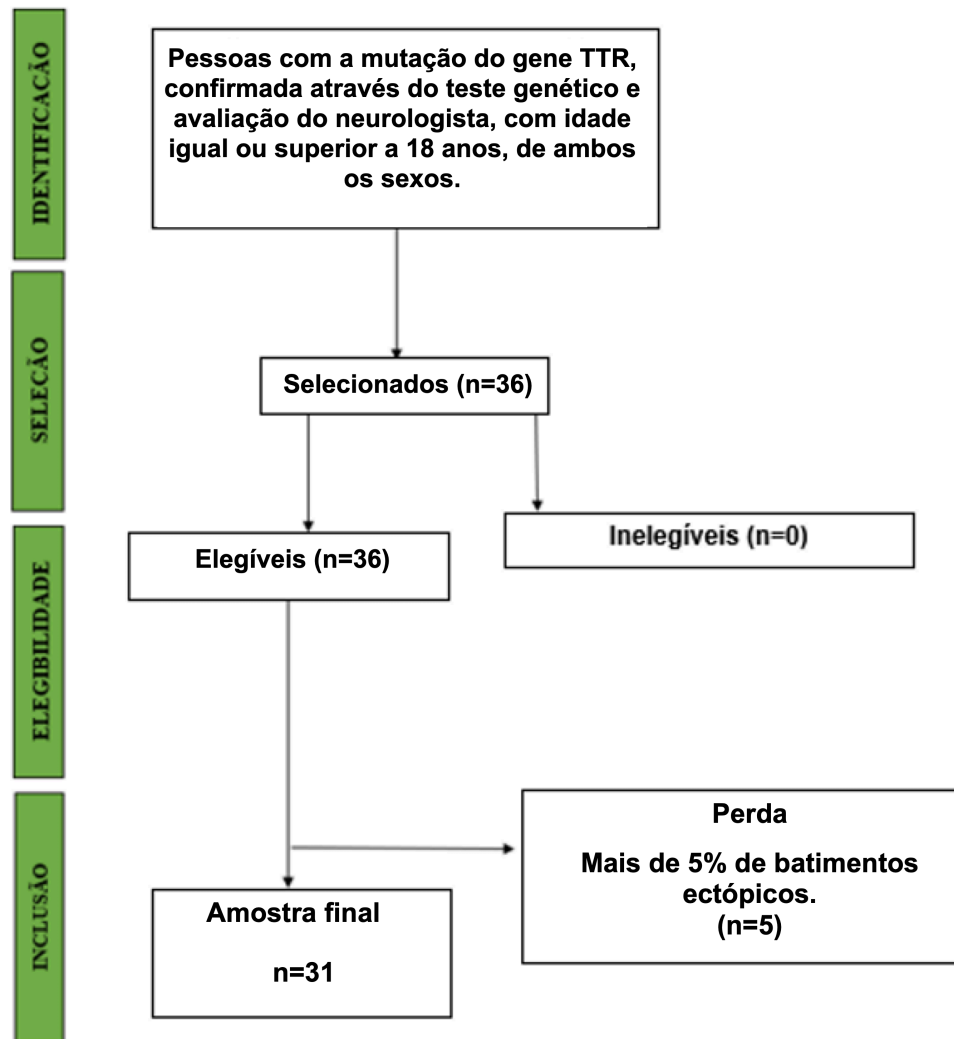 IDENTIFICAÇÃO
Pessoas com a mutação do gene TTR,
confirmada através do teste genético e
avaliação do neurologista, com idade
igual ou superior a 18 anos, de ambos
os sexos.
SELEÇÃO
Selecionados (n=36)
Inelegíveis (n=0)
Elegíveis (n=36)
ELEGIBILIDADE
Perda
Mais de 5% de batimentos
ectópicos.
(n=5)
INCLUSÃO
Amostra final
n=31